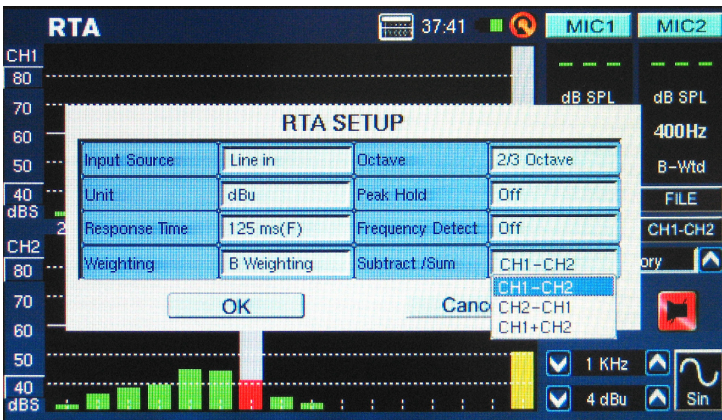 RTA
37:41
MIC1
MIC2
CH1
80
70
60
50
40
dBS
dB SPL
dB SPL
400Hz
B-Wtd
FILE
CH1-CH2
RTA SETUP
Input Source
Line in
Octave
2/3 Octave
Unit
dBu
Peak Hold
Off
Response Time
125 ms(F)
Frequency Detect
Off
Weighting
B Weighting
Subtract /Sum
CH1-CH2
CH1-CH2
CH2-CH1
CH1+CH2
OK
2
CH2
80
70
60
50
40
dBS
1 KHz
4 dBu
Sin